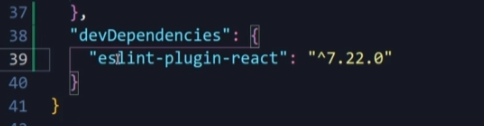 37 },
38 "devDependencies": {
39 "eslint-plugin-react": "^7.22.0"
40 }
41 }